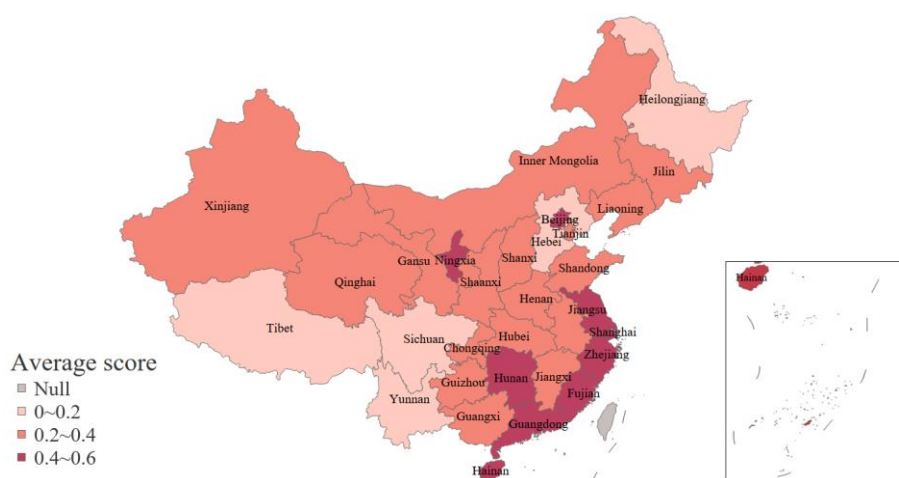 Heilongjiang
Inner Mongolia
Jilin
Xinjiang
Liaoning
Beijing
Tianjin
Hebei
Gansu
Ningxia
Shanxi
Shandong
Qinghai
Shaanxi
Henan
Jiangsu
Tibet
Sichuan
Hubei
Shanghai
Chongqing
Zhejiang
Hunan
Jiangxi
Guizhou
Fujian
Yunnan
Guangxi
Guangdong
Hainan
Hainan
Average score
Null
0~0.2
0.2~0.4
0.4~0.6